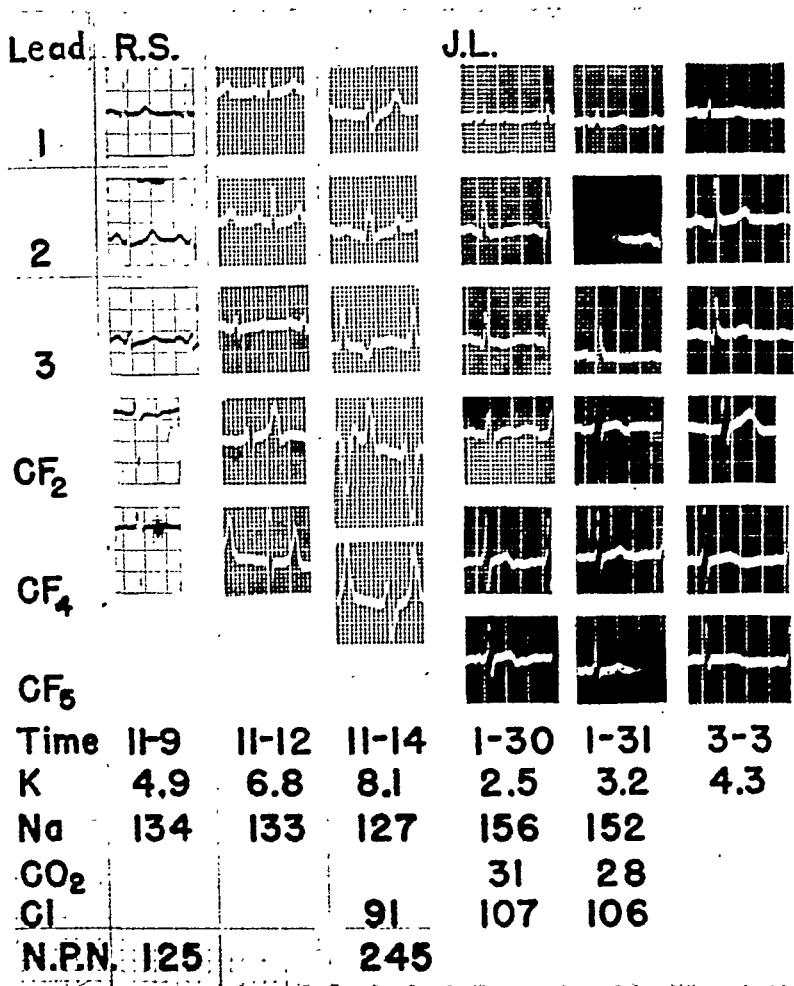 Lead R.S. J.L.
1
2
3
CF2
CF4
CF5
Time 11-9 11-12 11-14 1-30 1-31 3-3
K 4.9 6.8 8.1 2.5 3.2 4.3
Na 134 133 127 156 152
CO2 31 28
Cl 91 107 106
N.P.N. 125 245